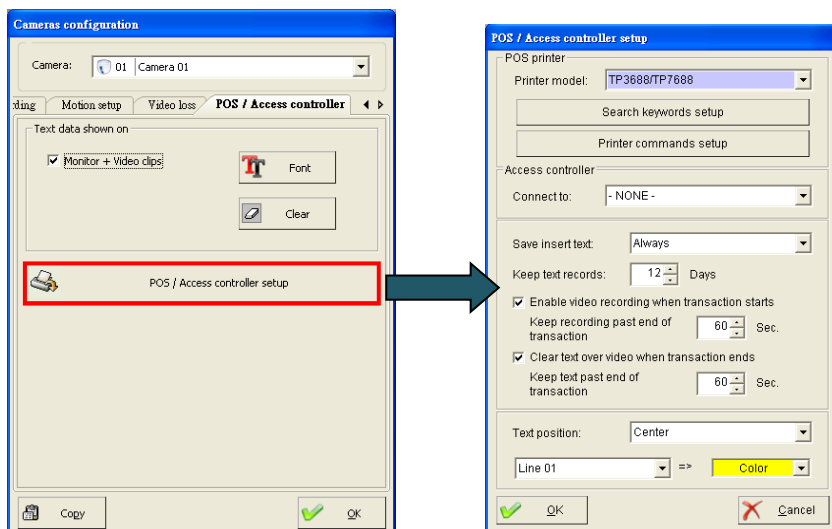 Cameras configuration
Camera: 01 Camera 01
ding Motion setup Video loss POS / Access controller
Text data shown on
Monitor + Video clips
Font
Clear
POS / Access controller setup
Copy OK
POS / Access controller setup
POS printer
Printer model: TP3688/TP7688
Search keywords setup
Printer commands setup
Access controller
Connect to: - NONE -
Save insert text: Always
Keep text records: 12 Days
Enable video recording when transaction starts
Keep recording past end of
transaction
60 Sec.
Clear text over video when transaction ends
Keep text past end of
transaction
60 Sec.
Text position: Center
Line 01 => Color
OK Cancel